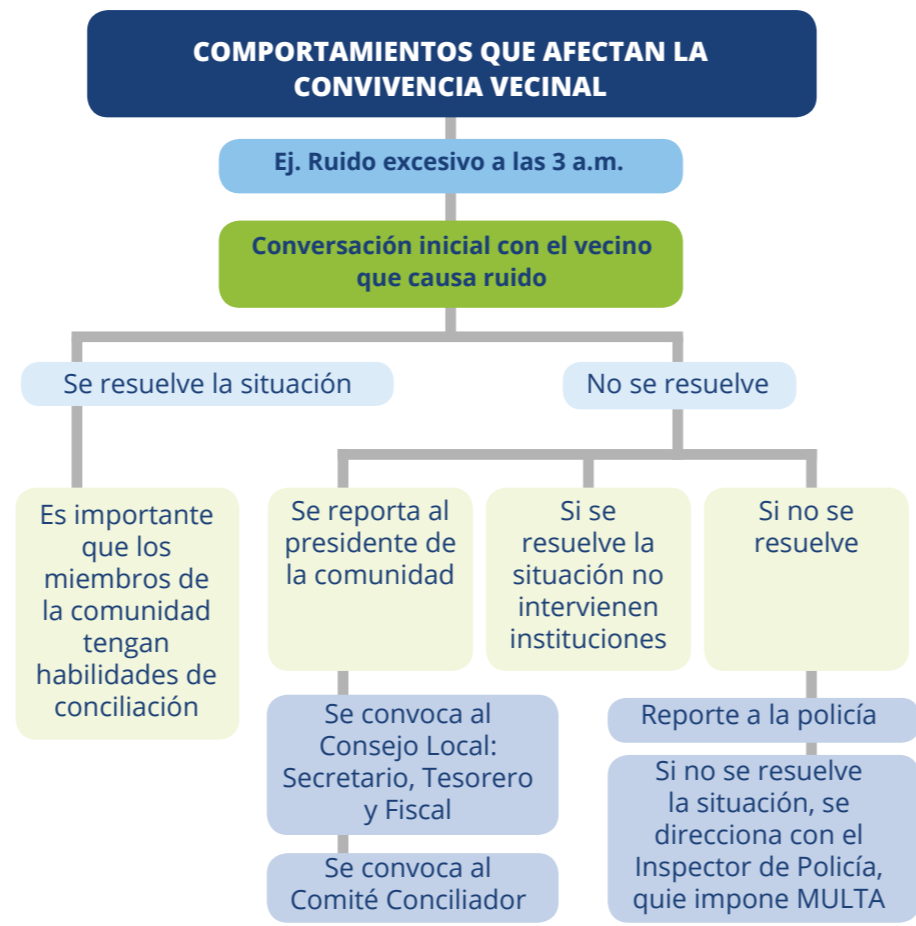 COMPORTAMIENTOS QUE AFECTAN LA
CONVIVENCIA VECINAL
Ej. Ruido excesivo a las 3 a.m.
Conversación inicial con el vecino
que causa ruido
Se resuelve la situación
No se resuelve
Es importante
que los
miembros de
la comunidad
tengan
habilidades de
conciliación
Se reporta al
presidente de
la comunidad
Si se
resuelve la
situación no
intervienen
instituciones
Si no se
resuelve
Se convoca al
Consejo Local:
Secretario, Tesorero
y Fiscal
Se convoca al
Comité Conciliador
Reporte a la policía
Si no se resuelve
la situación, se
direcciona con el
Inspector de Policía,
quie impone MULTA